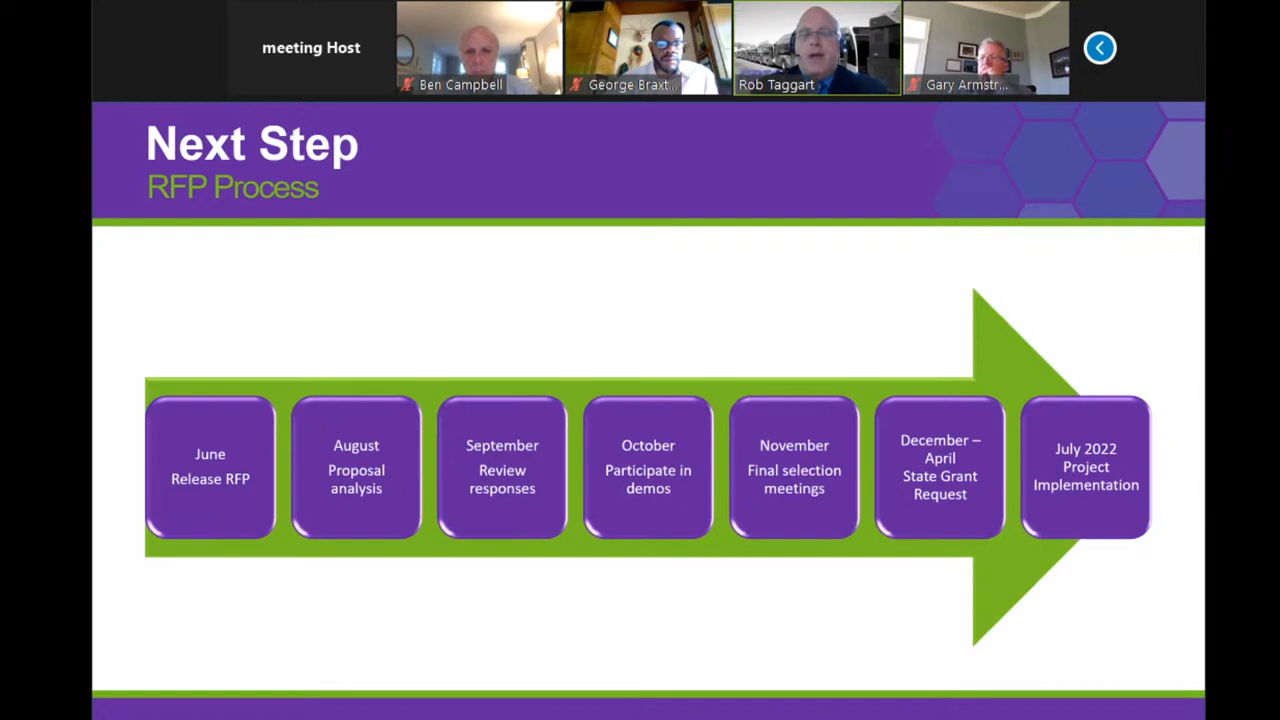 meeting Host
Ben Campbell
George Braxt...
Rob Taggart
Gary Armstr...
Next Step
RFP Process
June
Release RFP
August
Proposal
analysis
September
Review
responses
October
Participate in
demos
November
Final selection
meetings
December –
April
State Grant
Request
July 2022
Project
Implementation